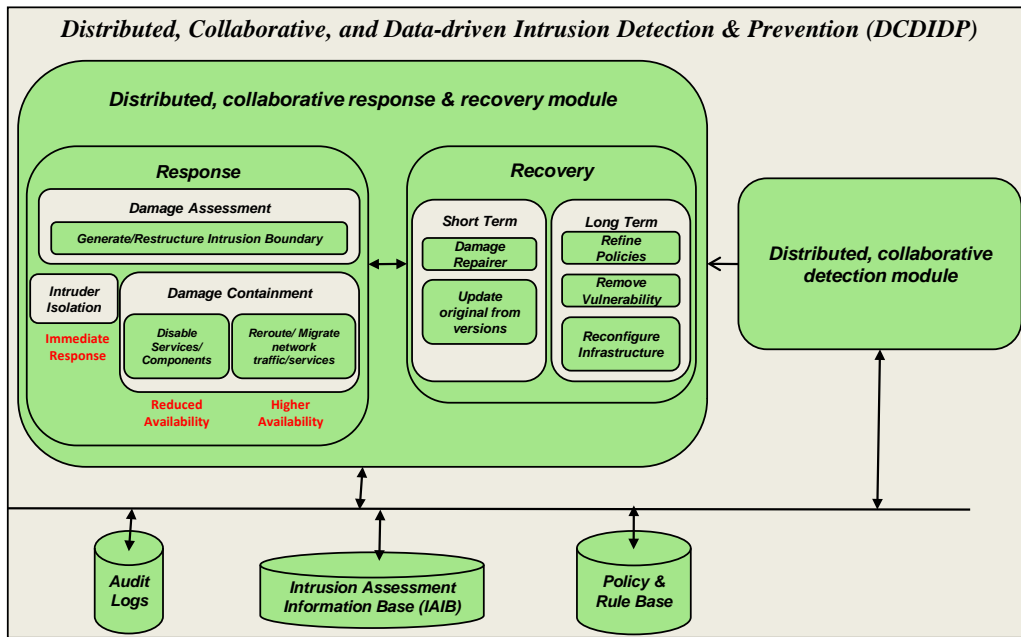 Distributed, Collaborative, and Data-driven Intrusion Detection & Prevention (DCDIDP)
Distributed, collaborative response & recovery module
Response
Damage Assessment
Generate/Restructure Intrusion Boundary
Intruder
Isolation
Immediate
Response
Damage Containment
Disable
Services/
Components
Reroute/ Migrate
network
traffic/services
Reduced
Availability
Higher
Availability
Recovery
Short Term
Damage
Repairer
Update
original from
versions
Long Term
Refine
Policies
Remove
Vulnerability
Reconfigure
Infrastructure
Distributed, collaborative
detection module
Audit
Logs
Intrusion Assessment
Information Base (IAIB)
Policy &
Rule Base